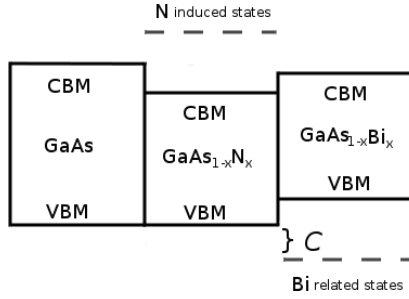 N induced states
CBM
GaAs
VBM
CBM
GaAs₁₋ₓNₓ
VBM
CBM
GaAs₁₋ₓBiₓ
VBM
} C
Bi related states